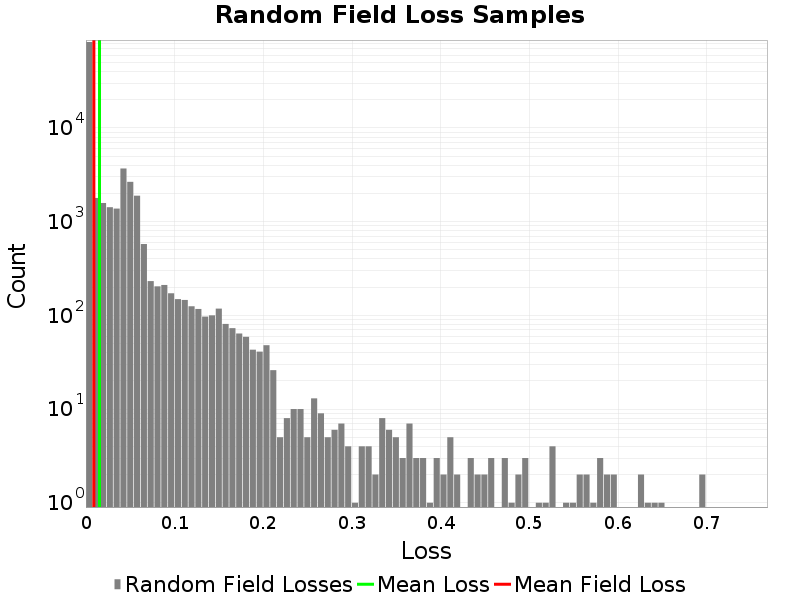 Random Field Loss Samples
Count
10^4
10^3
10^2
10^1
10^0
0 0.1 0.2 0.3 0.4 0.5 0.6 0.7
Loss
Random Field Losses Mean Loss Mean Field Loss